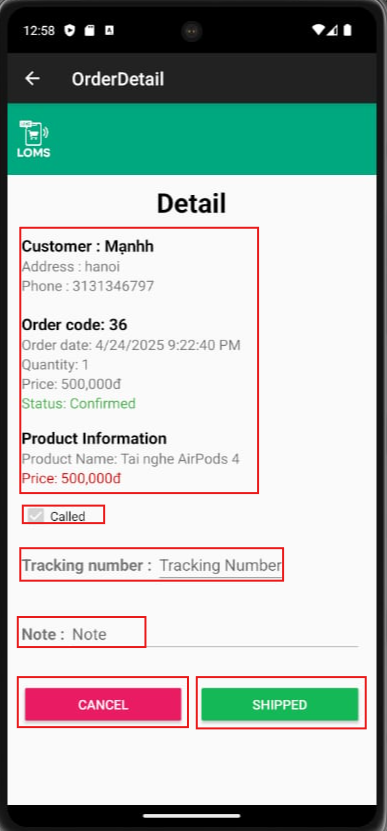 12:58
OrderDetail
LOMS
Detail
Customer : Mạnhh
Address : hanoi
Phone : 3131346797
Order code: 36
Order date: 4/24/2025 9:22:40 PM
Quantity: 1
Price: 500,000đ
Status: Confirmed
Product Information
Product Name: Tai nghe AirPods 4
Price: 500,000đ
Called
Tracking number : Tracking Number
Note : Note
CANCEL SHIPPED